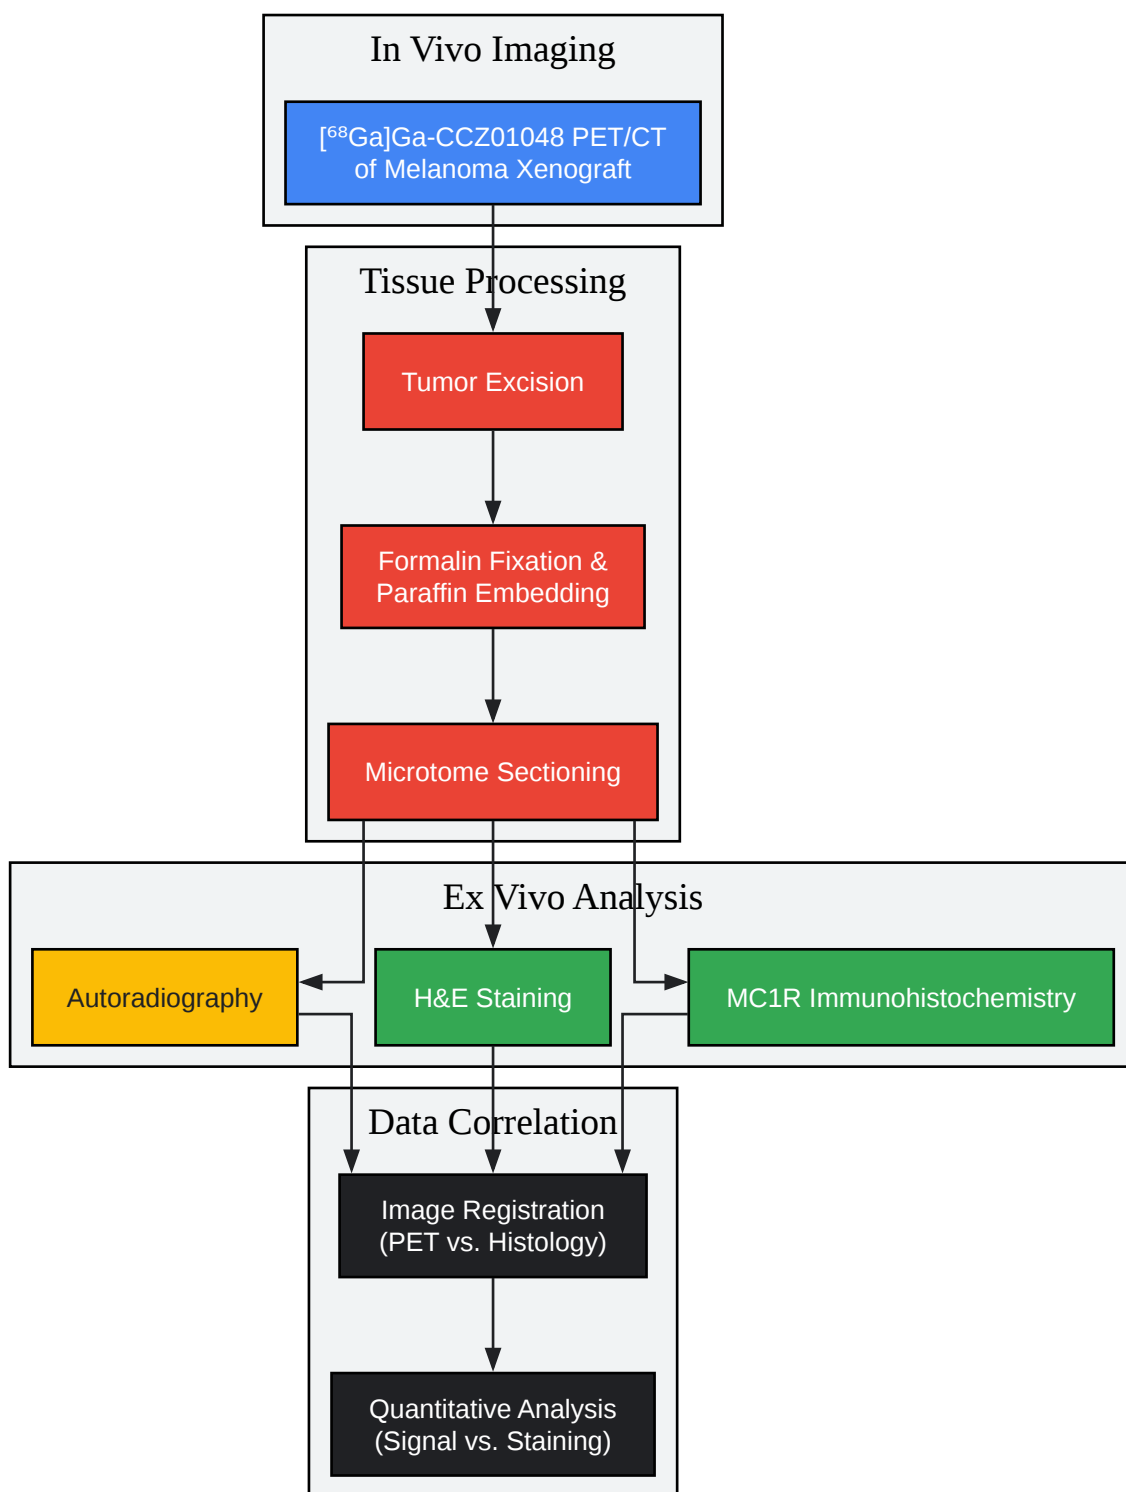 In Vivo Imaging
[⁶⁸Ga]Ga-CCZ01048 PET/CT
of Melanoma Xenograft
Tissue Processing
Tumor Excision
Formalin Fixation &
Paraffin Embedding
Microtome Sectioning
Ex Vivo Analysis
Autoradiography
H&E Staining
MC1R Immunohistochemistry
Data Correlation
Image Registration
(PET vs. Histology)
Quantitative Analysis
(Signal vs. Staining)